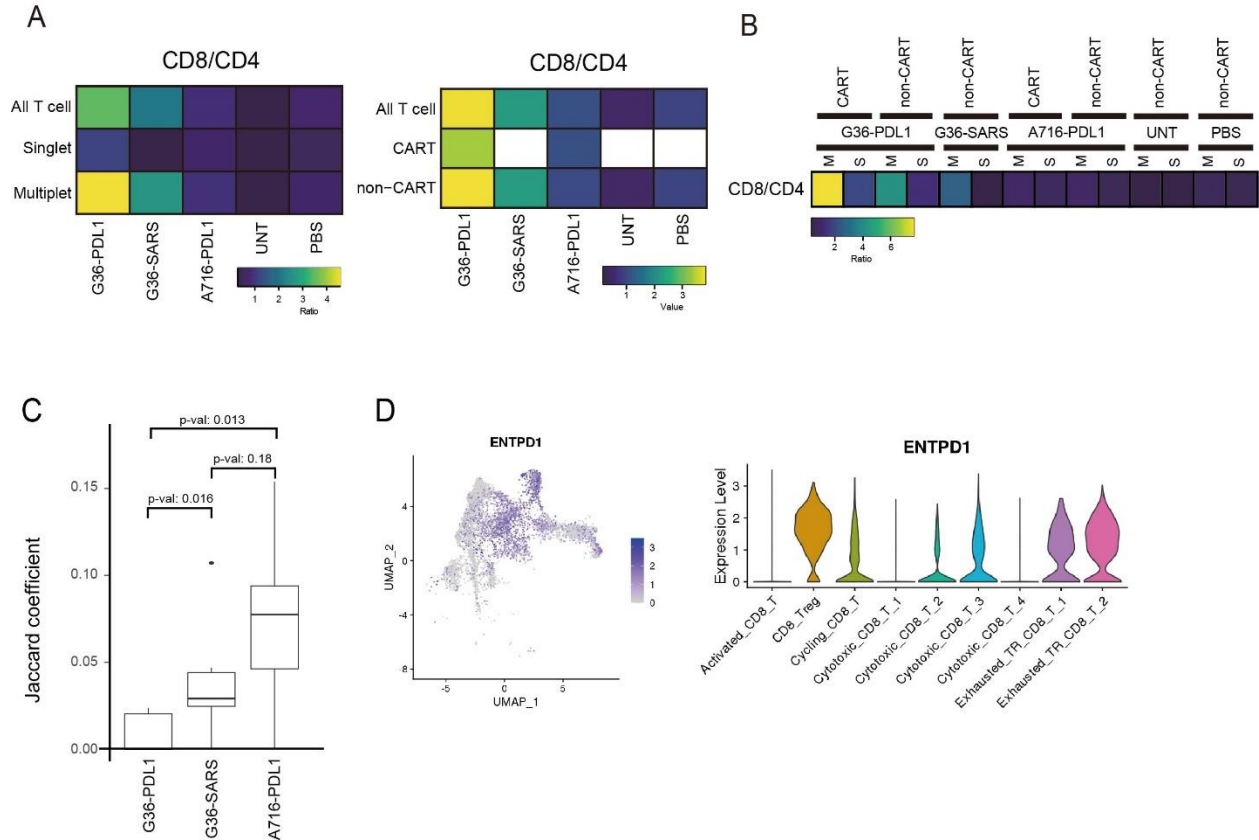 A
CD8/CD4
All T cell
Singlet
Multiplet
G36-PDL1
G36-SARS
A716-PDL1
UNT
PBS
1 2 3 4
Ratio
CD8/CD4
All T cell
CART
non-CART
G36-PDL1
G36-SARS
A716-PDL1
UNT
PBS
1 2 3
Value
B
CART
non-CART
non-CART
CART
non-CART
non-CART
non-CART
G36-PDL1 G36-SARS A716-PDL1 UNT PBS
M S M S M S M S M S M S M S
CD8/CD4
2 4 6
Ratio
C
p-val: 0.013
p-val: 0.18
p-val: 0.016
Jaccard coefficient
0.15
0.10
0.05
0.00
G36-PDL1
G36-SARS
A716-PDL1
D
ENTPD1
UMAP_2
4
0
-4
-8
-5 0 5
UMAP_1
3
2
1
0
ENTPD1
Expression Level
3
2
1
0
Activated_CD8_T
CD8_Treg
Cycling_CD8_T
Cytotoxic_CD8_T_1
Cytotoxic_CD8_T_2
Cytotoxic_CD8_T_3
Cytotoxic_CD8_T_4
Exhausted_TR_CD8_T_1
Exhausted_TR_CD8_T_2